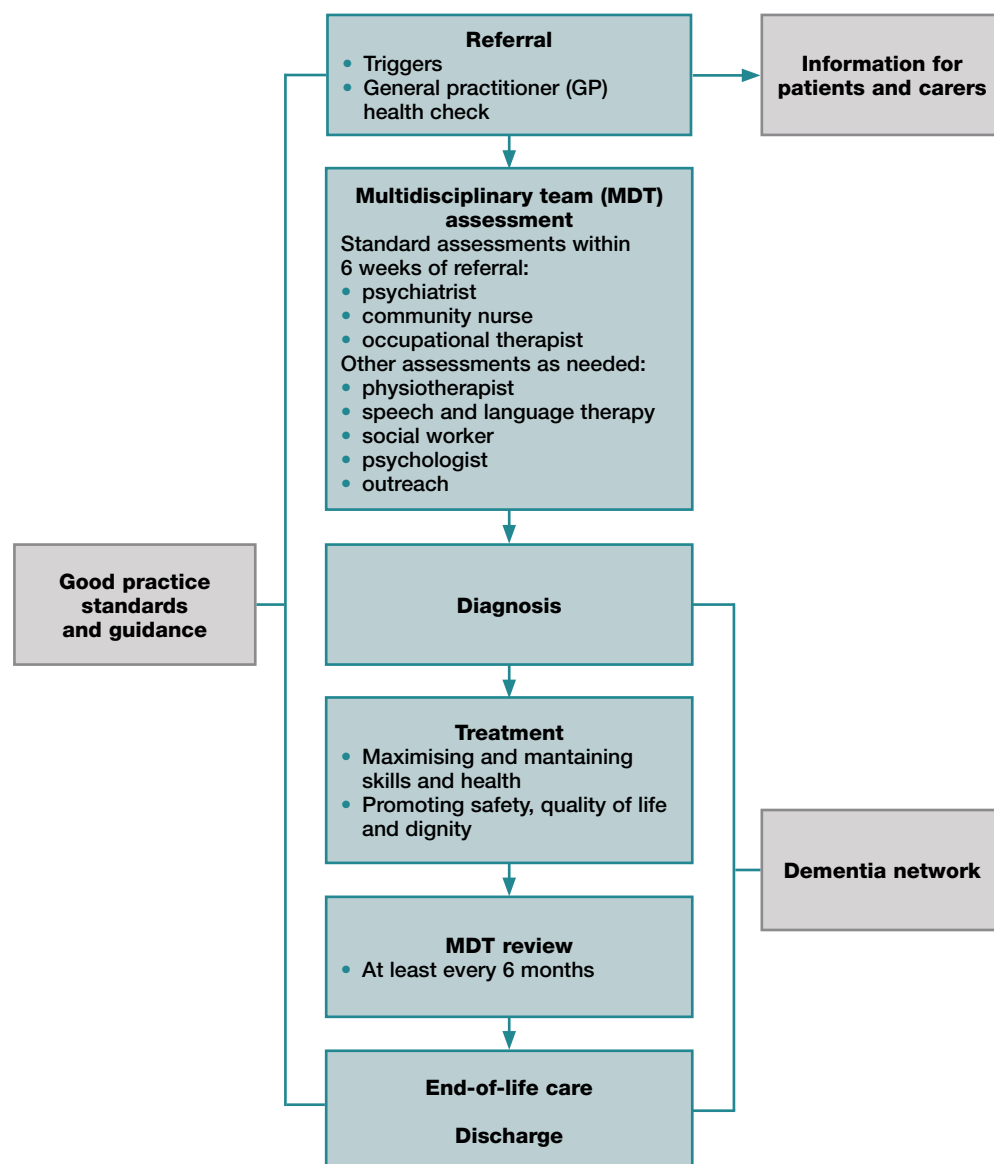 Referral
• Triggers
• General practitioner (GP)
health check
Information for
patients and carers
Multidisciplinary team (MDT)
assessment
Standard assessments within
6 weeks of referral:
• psychiatrist
• community nurse
• occupational therapist
Other assessments as needed:
• physiotherapist
• speech and language therapy
• social worker
• psychologist
• outreach
Good practice
standards
and guidance
Diagnosis
Treatment
• Maximising and mantaining
skills and health
• Promoting safety, quality of life
and dignity
Dementia network
MDT review
• At least every 6 months
End-of-life care
Discharge